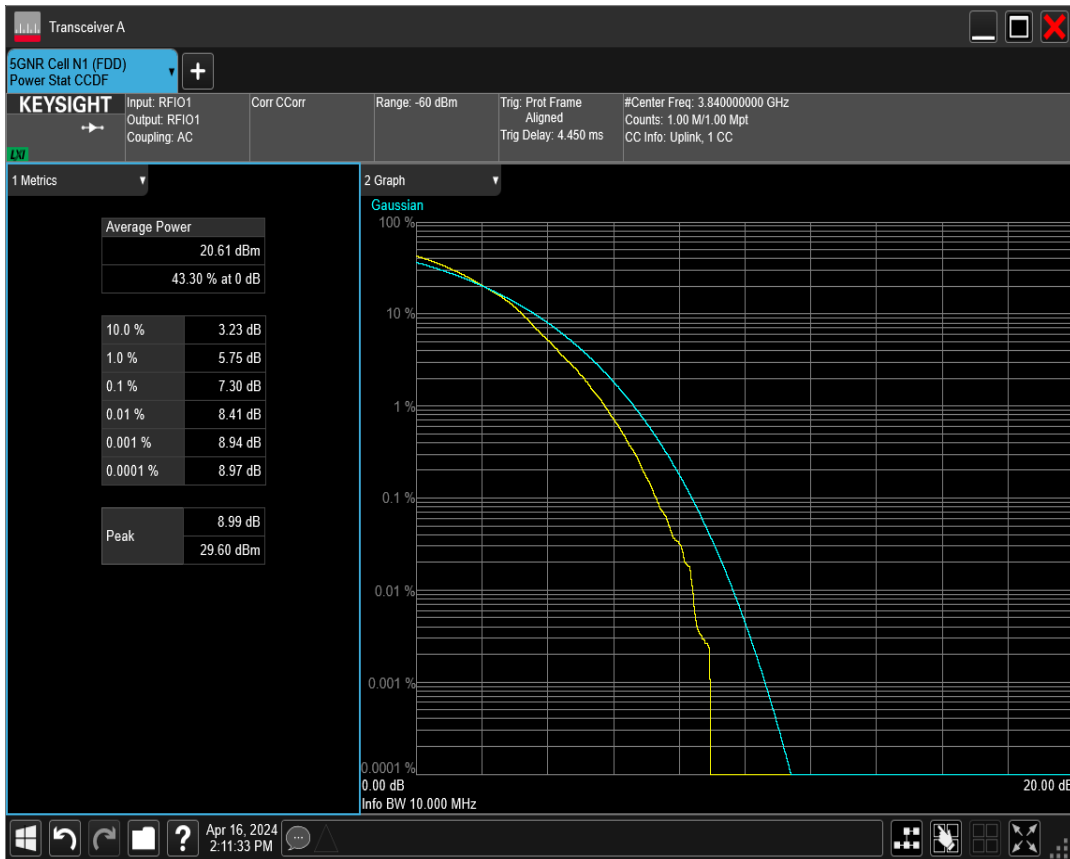 Transceiver A
5GNR Cell N1 (FDD)
Power Stat CCDF
+
KEYSIGHT
LXI
Input: RFIO1
Output: RFIO1
Coupling: AC
Corr CCorr
Range: -60 dBm
Trig: Prot Frame
Aligned
Trig Delay: 4.450 ms
#Center Freq: 3.840000000 GHz
Counts: 1.00 M/1.00 Mpt
CC Info: Uplink, 1 CC
1 Metrics
Average Power
20.61 dBm
43.30 % at 0 dB
10.0 % 3.23 dB
1.0 % 5.75 dB
0.1 % 7.30 dB
0.01 % 8.41 dB
0.001 % 8.94 dB
0.0001 % 8.97 dB
Peak
8.99 dB
29.60 dBm
2 Graph
Gaussian
100 %
10 %
1 %
0.1 %
0.01 %
0.001 %
0.0001 %
0.00 dB 20.00 dB
Info BW 10.000 MHz
?
Apr 16, 2024
2:11:33 PM